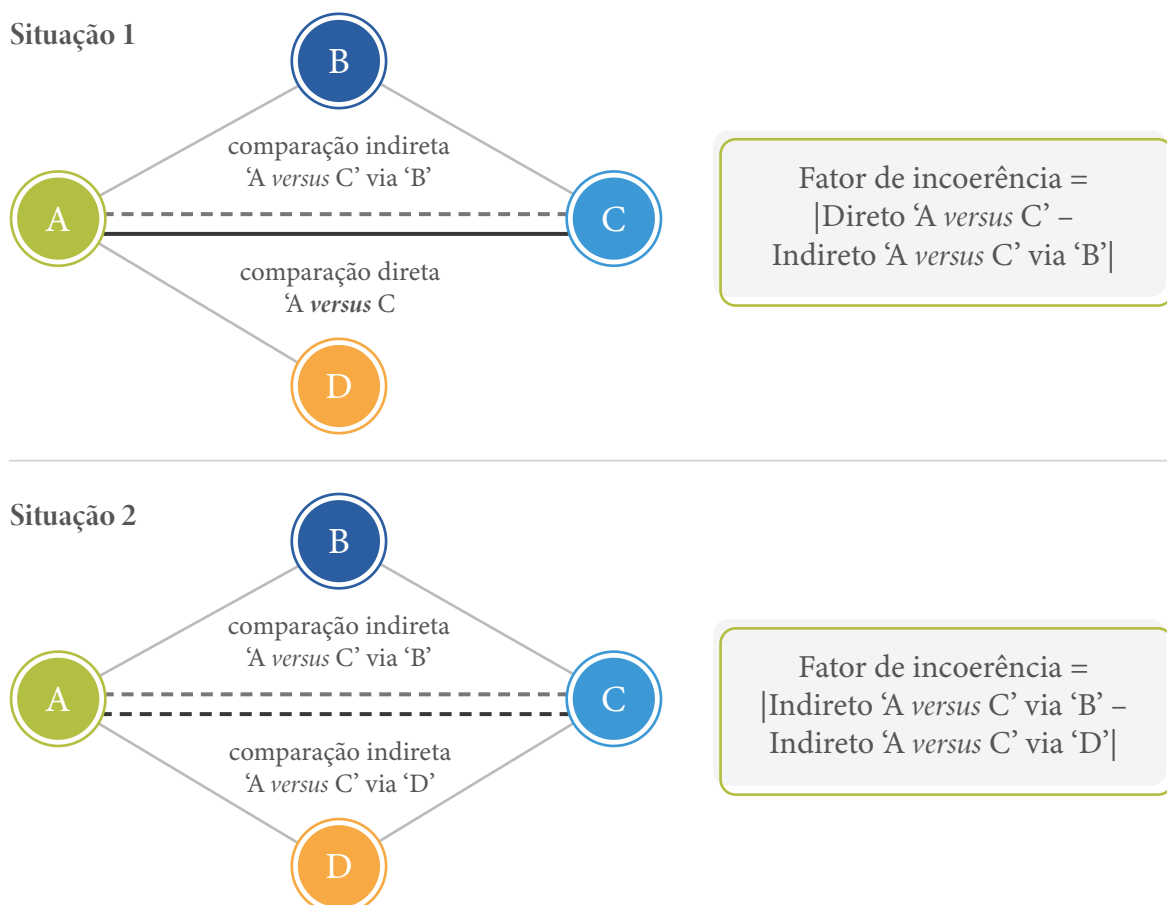 Situação 1
B
comparação indireta
‘A versus C’ via ‘B’
A
C
comparação direta
‘A versus C
D
Fator de incoerência =
|Direto ‘A versus C’ –
Indireto ‘A versus C’ via ‘B’|
Situação 2
B
comparação indireta
‘A versus C’ via ‘B’
A
C
comparação indireta
‘A versus C’ via ‘D’
D
Fator de incoerência =
|Indireto ‘A versus C’ via ‘B’ –
Indireto ‘A versus C’ via ‘D’|